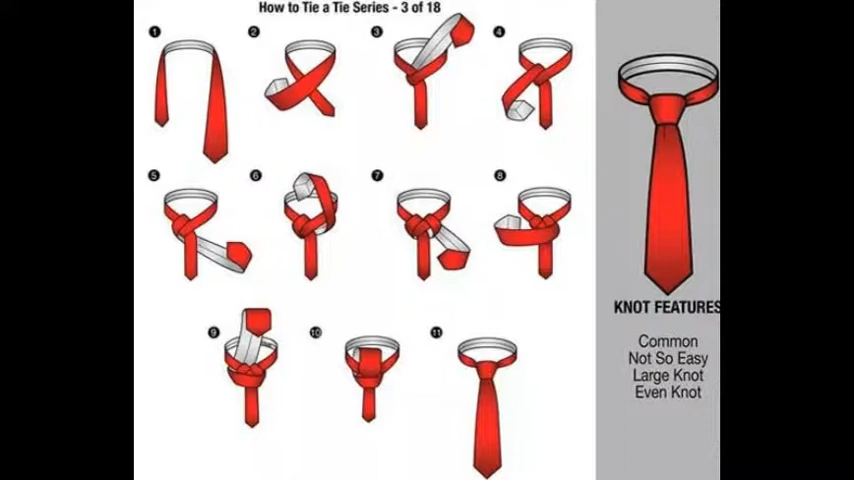 How to Tie a Tie Series - 3 of 18
1
2
3
4
5
6
7
8
9
10
11
KNOT FEATURES
Common
Not So Easy
Large Knot
Even Knot